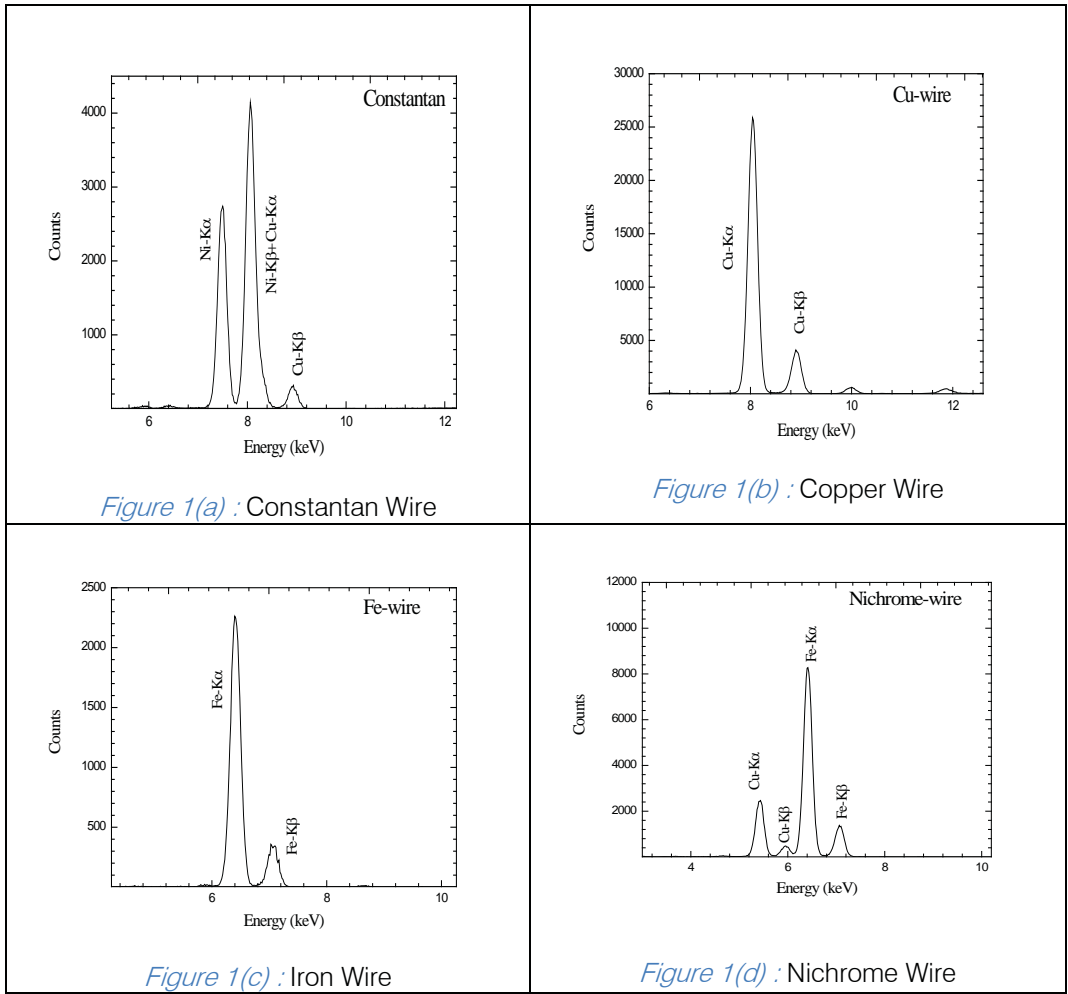 Constantan
4000
3000
2000
1000
Counts
Ni-Kα
Ni-Kβ+Cu-Kα
Cu-Kβ
6 8 10 12
Energy (keV)
Figure 1(a) : Constantan Wire
Cu-wire
30000
25000
20000
15000
10000
5000
Counts
Cu-Kα
Cu-Kβ
6 8 10 12
Energy (keV)
Figure 1(b) : Copper Wire
Fe-wire
2500
2000
1500
1000
500
Counts
Fe-Kα
Fe-Kβ
6 8 10
Energy (keV)
Figure 1(c) : Iron Wire
Nichrome-wire
12000
10000
8000
6000
4000
2000
Counts
Cu-Kα
Cu-Kβ
Fe-Kα
Fe-Kβ
4 6 8 10
Energy (keV)
Figure 1(d) : Nichrome Wire